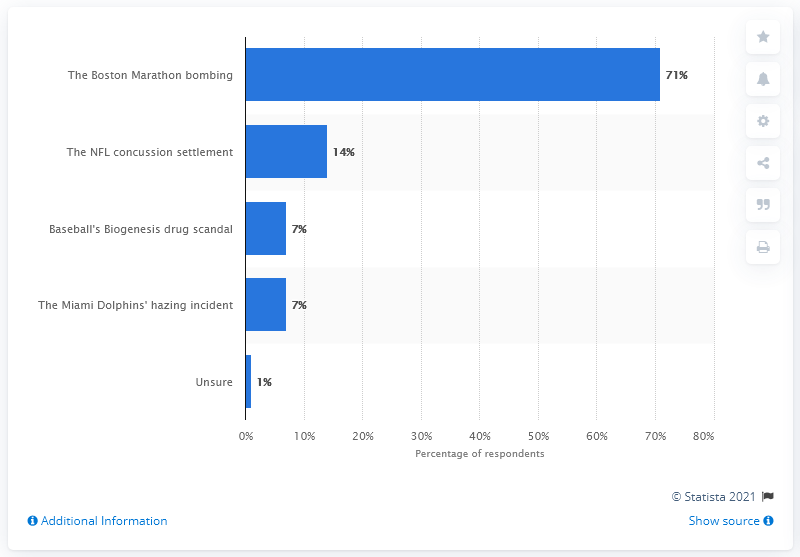 The Boston Marathon bombing 71%
The NFL concussion settlement 14%
Baseball's Biogenesis drug scandal 7%
The Miami Dolphins' hazing incident 7%
Unsure 1%
0% 10% 20% 30% 40% 50% 60% 70% 80%
Percentage of respondents
© Statista 2021
Additional Information Show source